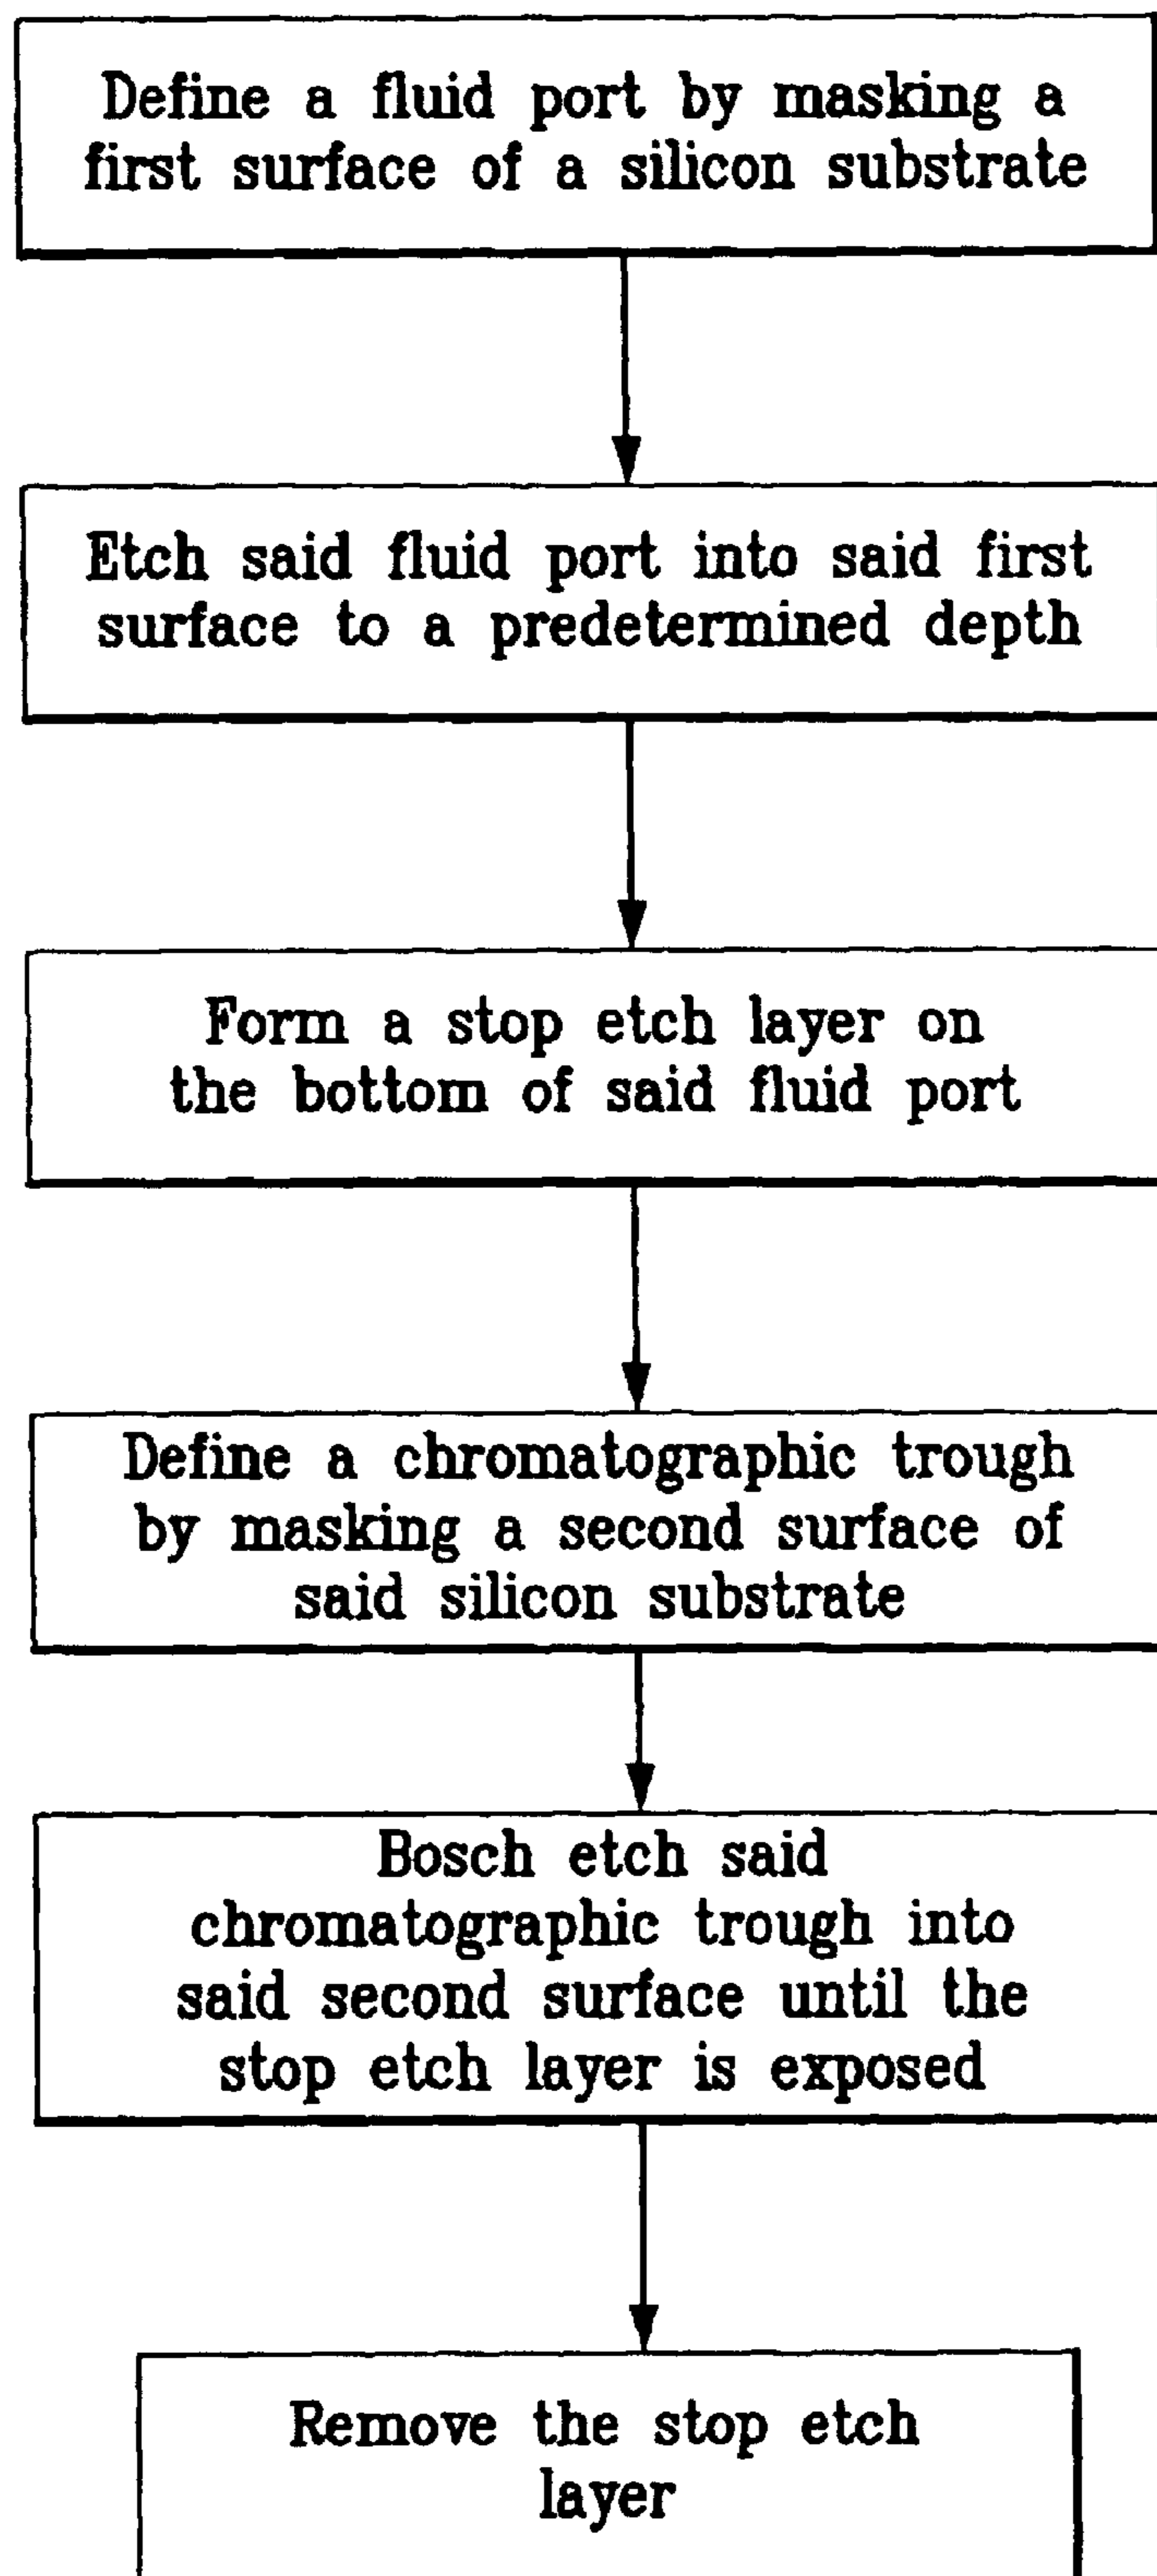 Define a fluid port by masking a
first surface of a silicon substrate
Etch said fluid port into said first
surface to a predetermined depth
Form a stop etch layer on
the bottom of said fluid port
Define a chromatographic trough
by masking a second surface of
said silicon substrate
Bosch etch said
chromatographic trough into
said second surface until the
stop etch layer is exposed
Remove the stop etch
layer